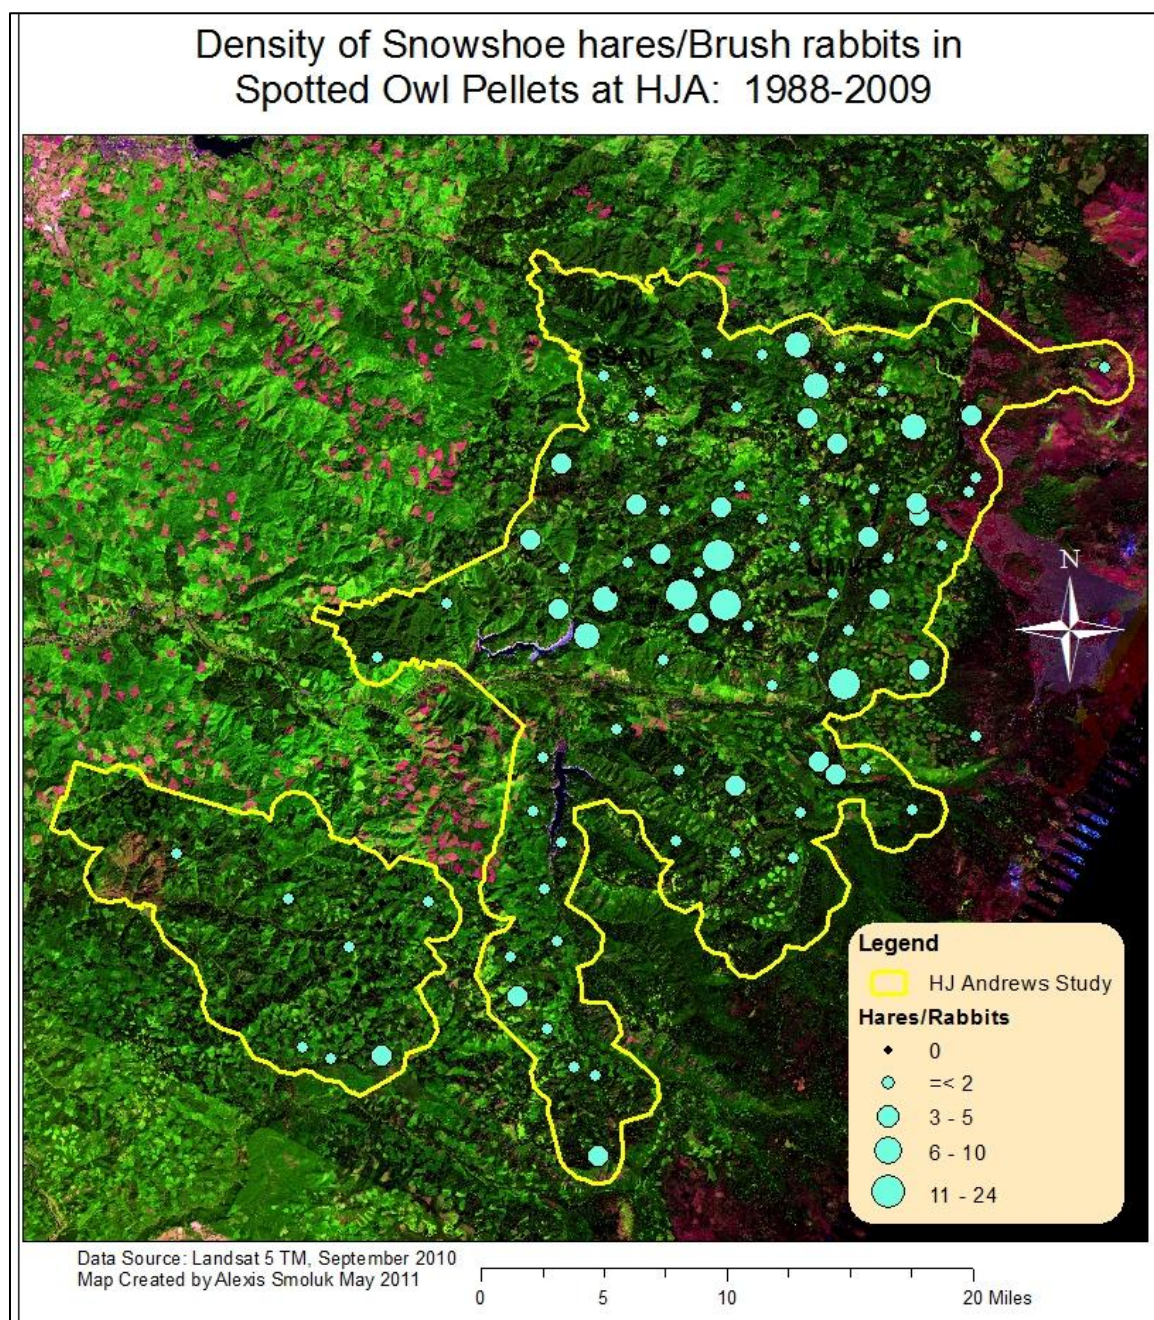 Density of Snowshoe hares/Brush rabbits in
Spotted Owl Pellets at HJA: 1988-2009
SSAN
N
Legend
HJ Andrews Study
Hares/Rabbits
0
=< 2
3 - 5
6 - 10
11 - 24
Data Source: Landsat 5 TM, September 2010
Map Created by Alexis Smoluk May 2011
0 5 10 20 Miles